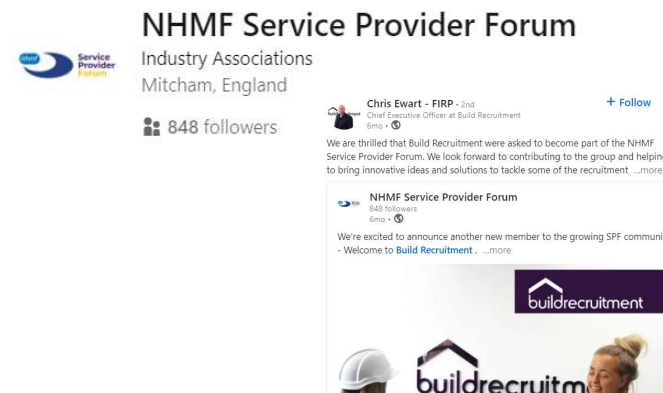 NHMF Service Provider Forum
nhmf
Service
Provider
Forum
Industry Associations
Mitcham, England
848 followers
Chris Ewart - FIRP • 2nd
+ Follow
Chief Executive Officer at Build Recruitment
6mo •
We are thrilled that Build Recruitment were asked to become part of the NHMF
Service Provider Forum. We look forward to contributing to the group and helping
to bring innovative ideas and solutions to tackle some of the recruitment ...more
NHMF Service Provider Forum
848 followers
6mo •
We're excited to announce another new member to the growing SPF communi
- Welcome to Build Recruitment . ...more
buildrecruitment
buildrecruitm